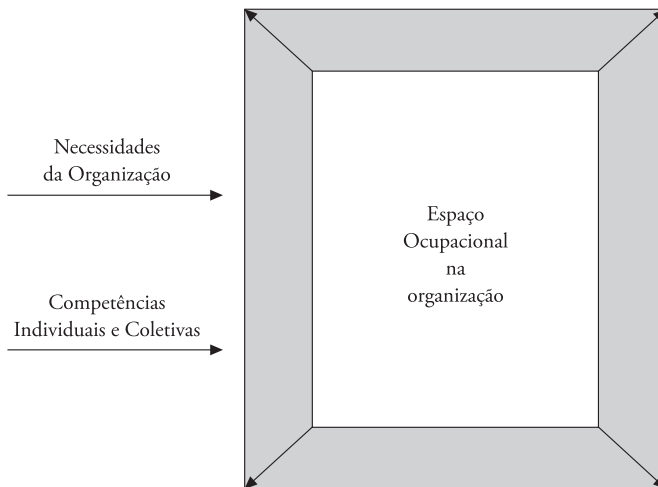 Necessidades
da Organização
Espaço
Ocupacional
na
organização
Competências
Individuais e Coletivas